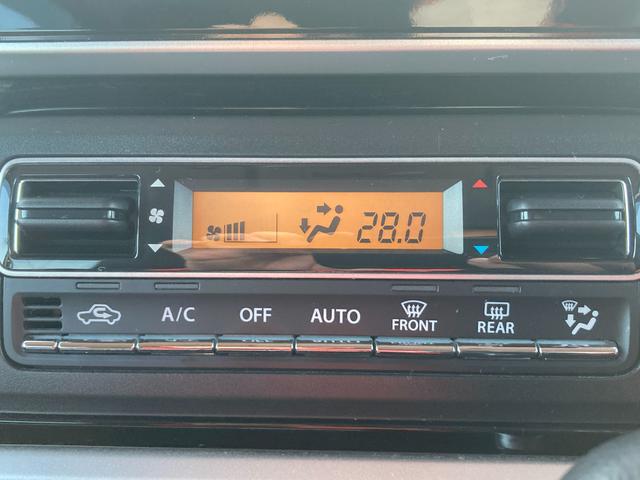 28.0
A/C OFF AUTO FRONT REAR